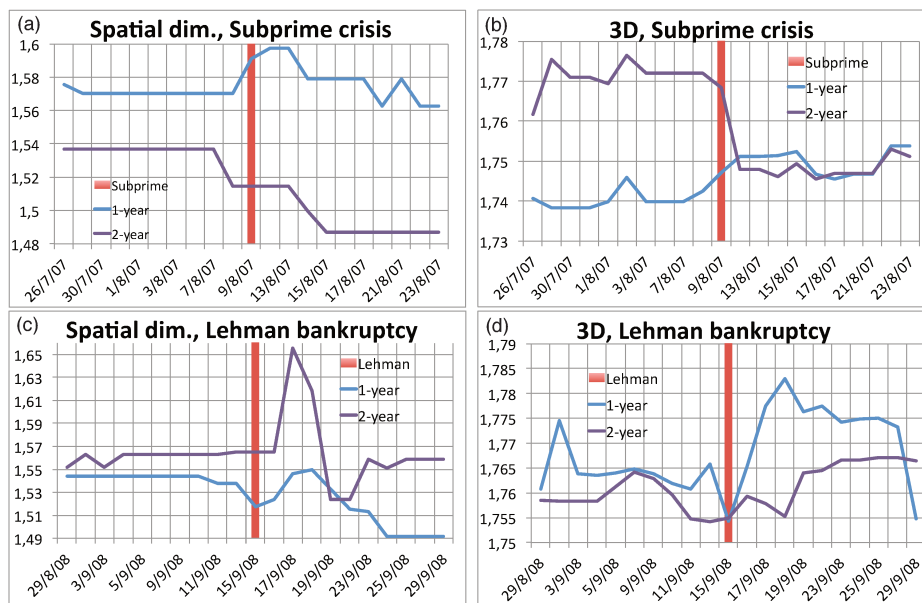 (a) Spatial dim., Subprime crisis
1,6
1,58
1,56
1,54
1,52
1,5
1,48
Subprime
1-year
2-year
26/7/07 30/7/07 1/8/07 3/8/07 7/8/07 9/8/07 13/8/07 15/8/07 17/8/07 21/8/07 23/8/07
(b) 3D, Subprime crisis
1,78
1,77
1,76
1,75
1,74
1,73
Subprime
1-year
2-year
26/7/07 30/7/07 1/8/07 3/8/07 7/8/07 9/8/07 13/8/07 15/8/07 17/8/07 21/8/07 23/8/07
(c) Spatial dim., Lehman bankruptcy
1,65
1,63
1,61
1,59
1,57
1,55
1,53
1,51
1,49
Lehman
1-year
2-year
29/8/08 3/9/08 5/9/08 9/9/08 11/9/08 15/9/08 17/9/08 19/9/08 23/9/08 25/9/08 29/9/08
(d) 3D, Lehman bankruptcy
1,79
1,785
1,78
1,775
1,77
1,765
1,76
1,755
1,75
Lehman
1-year
2-year
29/8/08 3/9/08 5/9/08 9/9/08 11/9/08 15/9/08 17/9/08 19/9/08 23/9/08 25/9/08 29/9/08